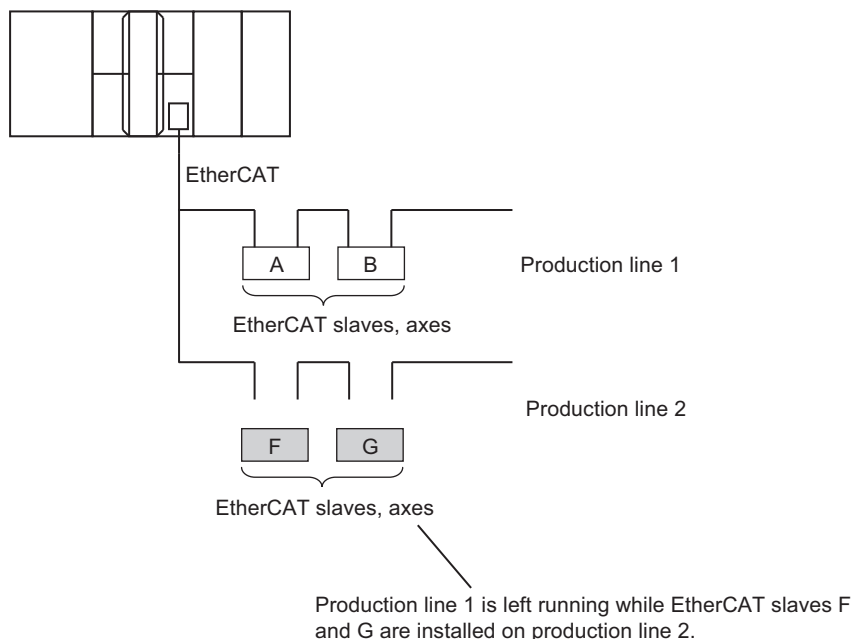 EtherCAT
A
B
Production line 1
EtherCAT slaves, axes
Production line 2
F
G
EtherCAT slaves, axes
Production line 1 is left running while EtherCAT slaves F
and G are installed on production line 2.